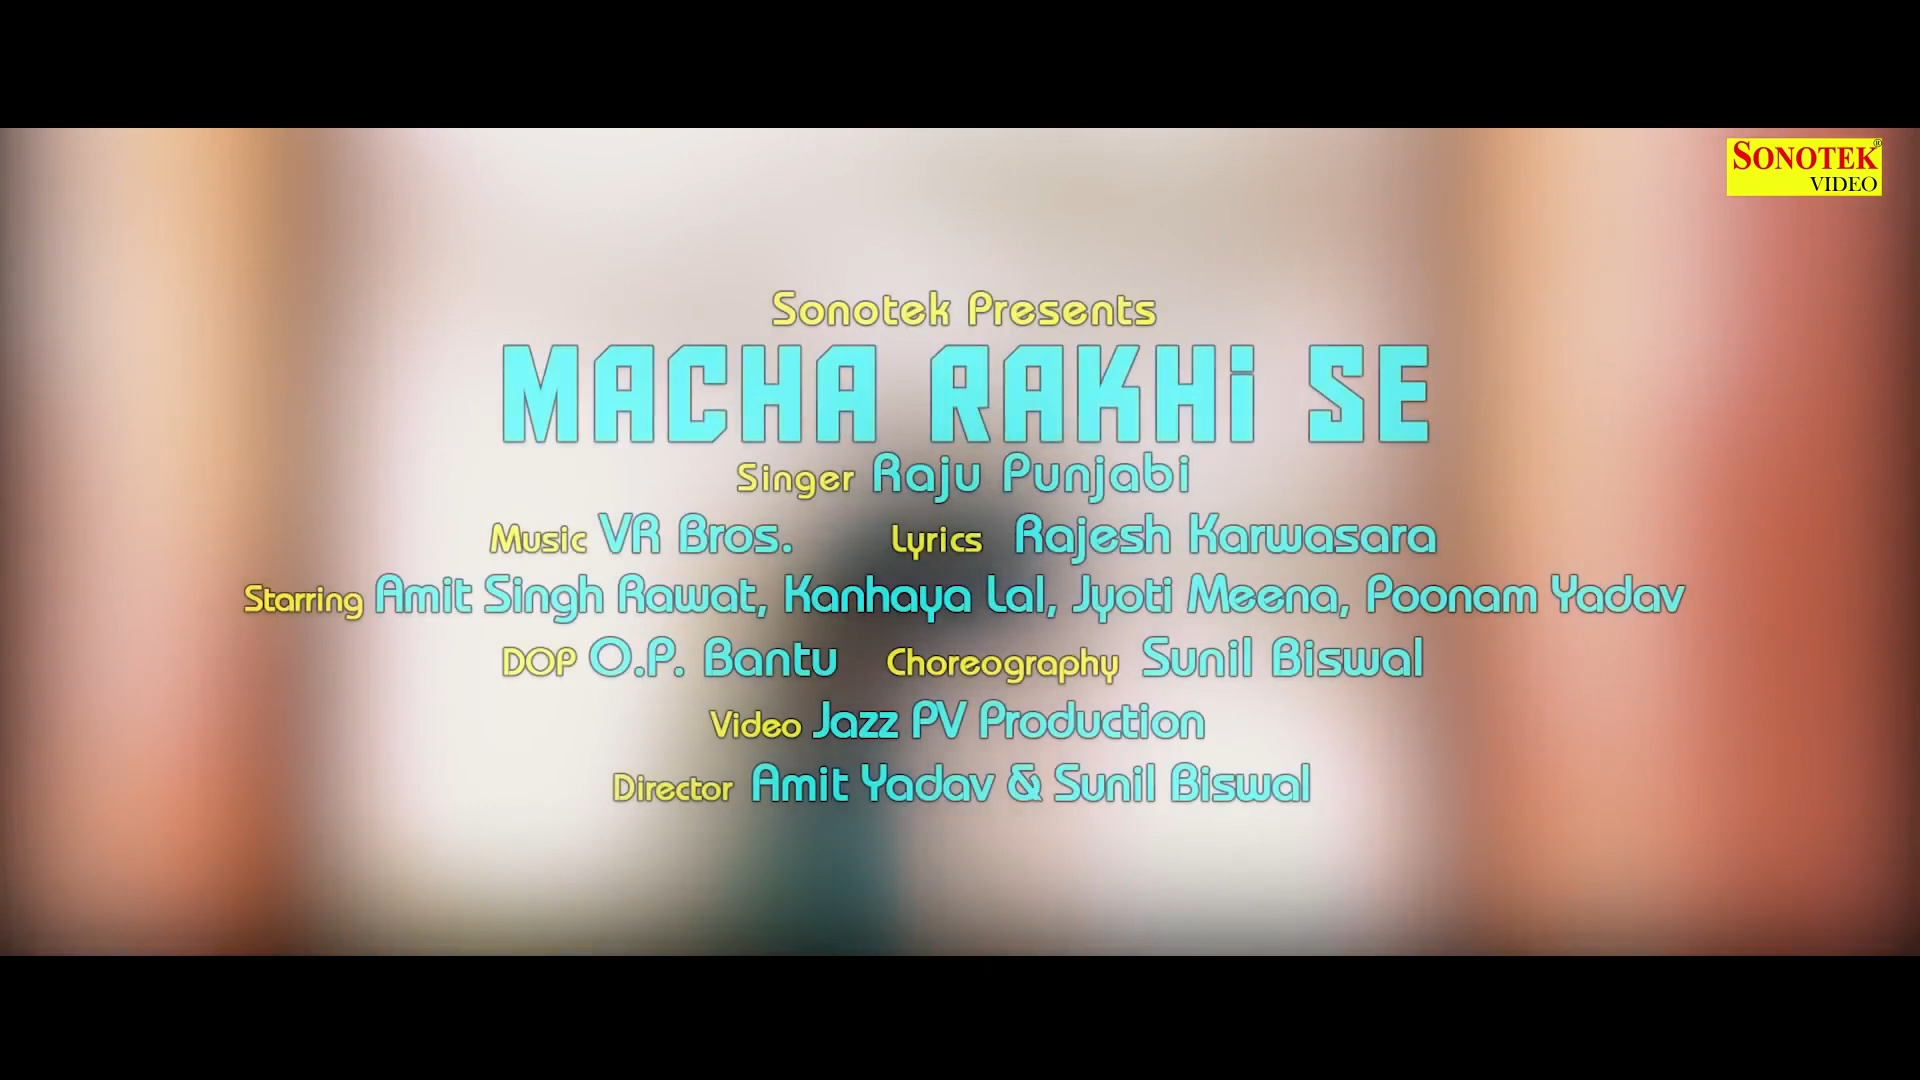 SONOTEK®
VIDEO
Sonotek Presents
MACHA RAKHi SE
Singer Raju Punjabi
Music VR Bros. Lyrics Rajesh Karwasara
Starring Amit Singh Rawat, Kanhaya Lal, Jyoti Meena, Poonam Yadav
DOP O.P. Bantu Choreography Sunil Biswal
Video Jazz PV Production
Director Amit Yadav & Sunil Biswal